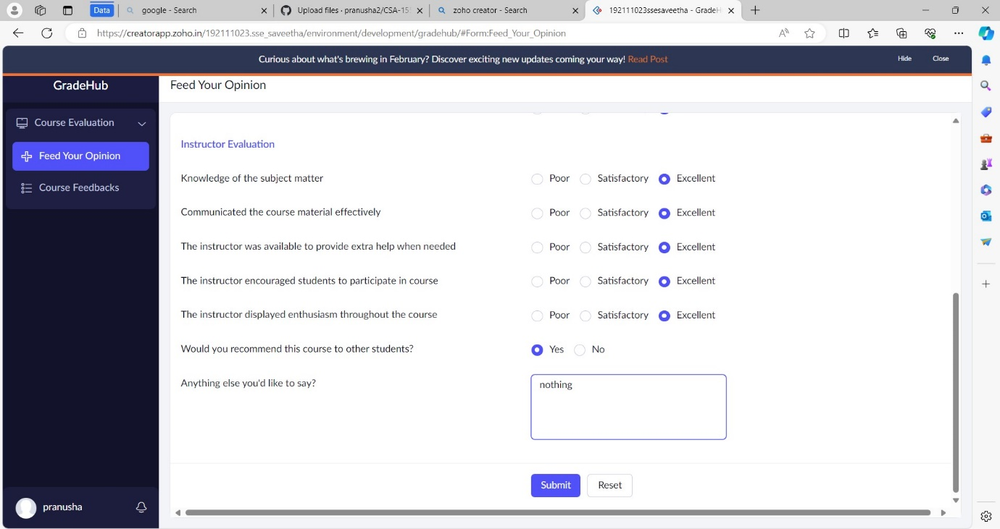 Data
google - Search
Upload files · pranusha2/CSA-15
zoho creator - Search
192111023ssesaveetha - GradeH
https://creatorapp.zoho.in/192111023.sse_saveetha/environment/development/gradehub/#Form:Feed_Your_Opinion
Curious about what's brewing in February? Discover exciting new updates coming your way! Read Post
Hide
Close
GradeHub
Feed Your Opinion
Course Evaluation
Feed Your Opinion
Course Feedbacks
Instructor Evaluation
Knowledge of the subject matter Poor Satisfactory Excellent
Communicated the course material effectively Poor Satisfactory Excellent
The instructor was available to provide extra help when needed Poor Satisfactory Excellent
The instructor encouraged students to participate in course Poor Satisfactory Excellent
The instructor displayed enthusiasm throughout the course Poor Satisfactory Excellent
Would you recommend this course to other students? Yes No
Anything else you'd like to say? nothing
Submit Reset
pranusha